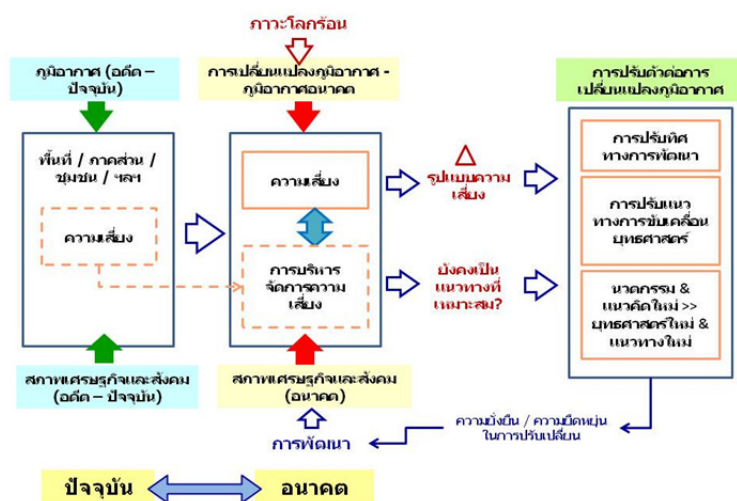 ภาวะโลกร้อน
ภูมิอากาศ (อดีต –
ปัจจุบัน)
การเปลี่ยนแปลงภูมิอากาศ -
ภูมิอากาศอนาคต
การปรับตัวต่อการ
เปลี่ยนแปลงภูมิอากาศ
พื้นที่ / ภาคส่วน /
ชุมชน / ฯลฯ
ความเสี่ยง
ความเสี่ยง
การบริหาร
จัดการความ
เสี่ยง
△
รูปแบบความ
เสี่ยง
ยังคงเป็น
แนวทางที่
เหมาะสม?
การปรับทิศ
ทางการพัฒนา
การปรับแนว
ทางการขับเคลื่อน
ยุทธศาสตร์
นวตกรรม &
แนวคิดใหม่ >>
ยุทธศาสตร์ใหม่ &
แนวทางใหม่
สภาพเศรษฐกิจและสังคม
(อดีต – ปัจจุบัน)
สภาพเศรษฐกิจและสังคม
(อนาคต)
การพัฒนา
ความยั่งยืน / ความยืดหยุ่น
ในการปรับเปลี่ยน
ปัจจุบัน
อนาคต